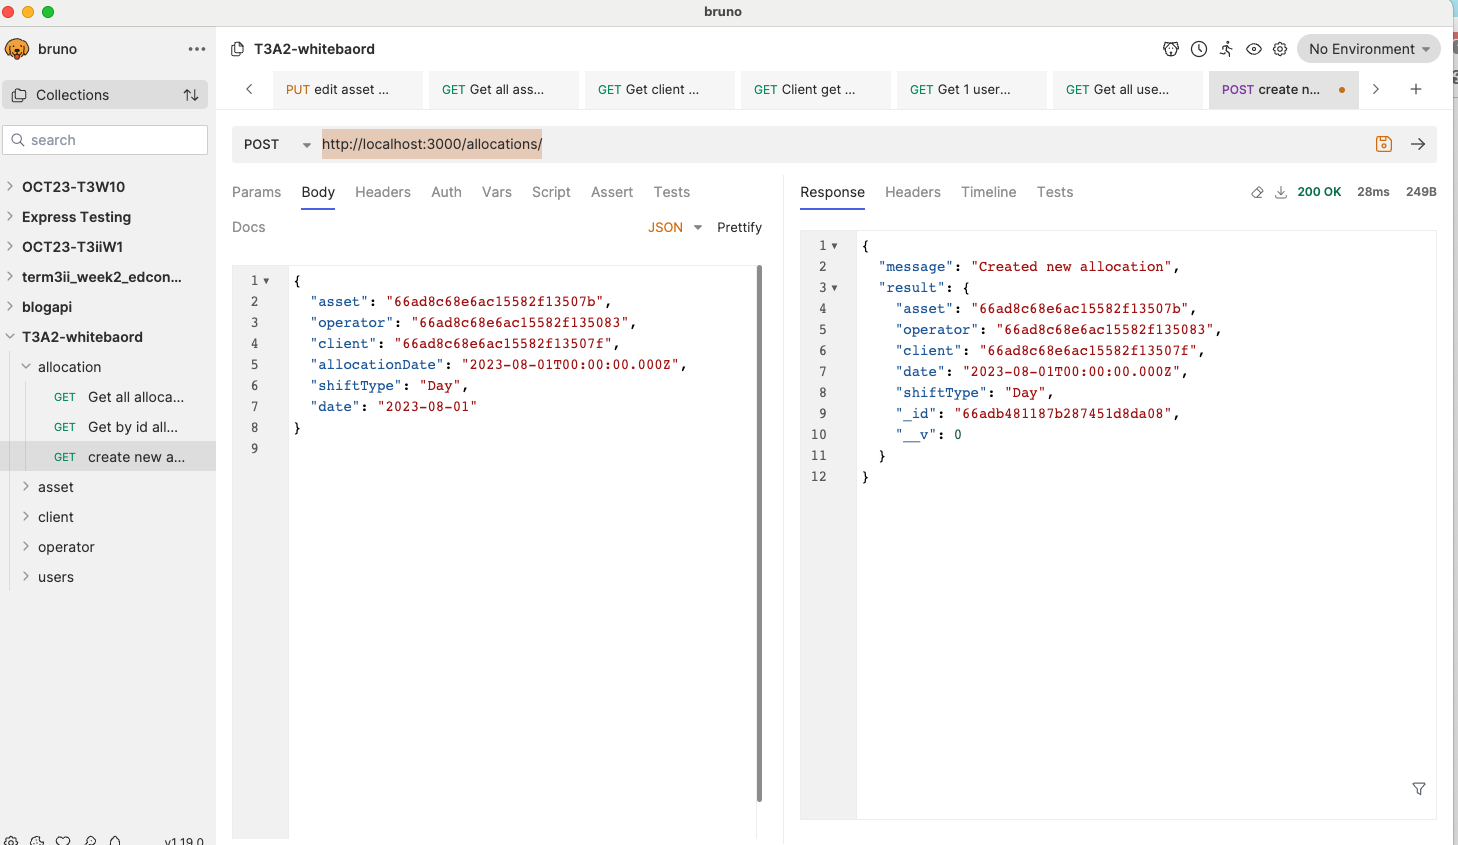 bruno
bruno
T3A2-whitebaord
No Environment
Collections
PUT edit asset ...
GET Get all ass...
GET Get client ...
GET Client get ...
GET Get 1 user...
GET Get all use...
POST create n...
search
POST
http://localhost:3000/allocations/
OCT23-T3W10
Express Testing
OCT23-T3iiW1
term3ii_week2_edcon...
blogapi
T3A2-whitebaord
allocation
GET Get all alloca...
GET Get by id all...
GET create new a...
asset
client
operator
users
v1.19.0
Params Body Headers Auth Vars Script Assert Tests
Docs
JSON
Prettify
1 {
2 "asset": "66ad8c68e6ac15582f13507b",
3 "operator": "66ad8c68e6ac15582f135083",
4 "client": "66ad8c68e6ac15582f13507f",
5 "allocationDate": "2023-08-01T00:00:00.000Z",
6 "shiftType": "Day",
7 "date": "2023-08-01"
8 }
9
Response Headers Timeline Tests
200 OK 28ms 249B
1 {
2 "message": "Created new allocation",
3 "result": {
4 "asset": "66ad8c68e6ac15582f13507b",
5 "operator": "66ad8c68e6ac15582f135083",
6 "client": "66ad8c68e6ac15582f13507f",
7 "date": "2023-08-01T00:00:00.000Z",
8 "shiftType": "Day",
9 "_id": "66adb481187b287451d8da08",
10 "__v": 0
11 }
12 }